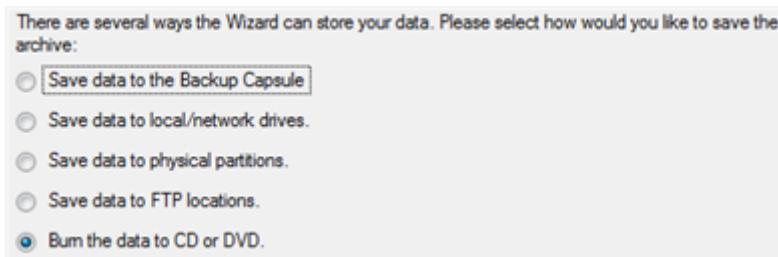 There are several ways the Wizard can store your data. Please select how would you like to save the
archive:
Save data to the Backup Capsule
Save data to local/network drives.
Save data to physical partitions.
Save data to FTP locations.
Burn the data to CD or DVD.